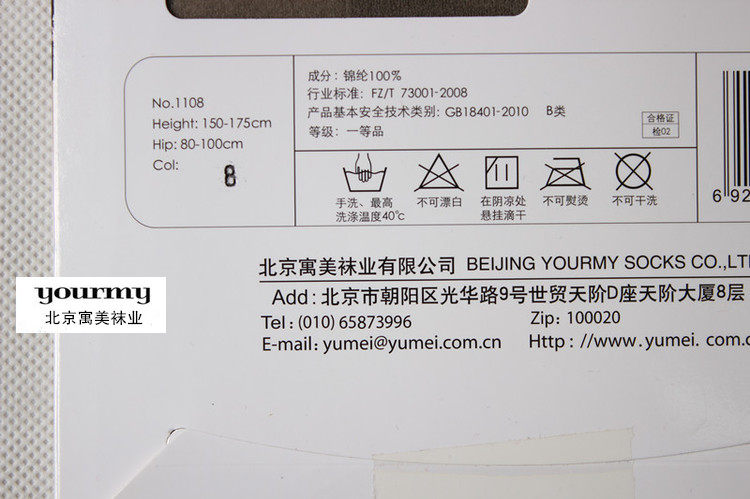 No.1108
Height: 150-175cm
Hip: 80-100cm
Col:
8
成分: 锦纶100%
行业标准: FZ/T 73001-2008
产品基本安全技术类别: GB18401-2010 B类
等级: 一等品
合格证
检02
手洗、最高
洗涤温度40℃
不可漂白
在阴凉处
悬挂滴干
不可熨烫
不可干洗
6 92
北京寓美袜业有限公司 BEIJING YOURMY SOCKS CO.,LT
Add: 北京市朝阳区光华路9号世贸天阶D座天阶大厦8层
Tel: (010) 65873996 Zip: 100020
E-mail: yumei@yumei.com.cn Http: //www.yumei. com.c
yourmy
北京寓美袜业